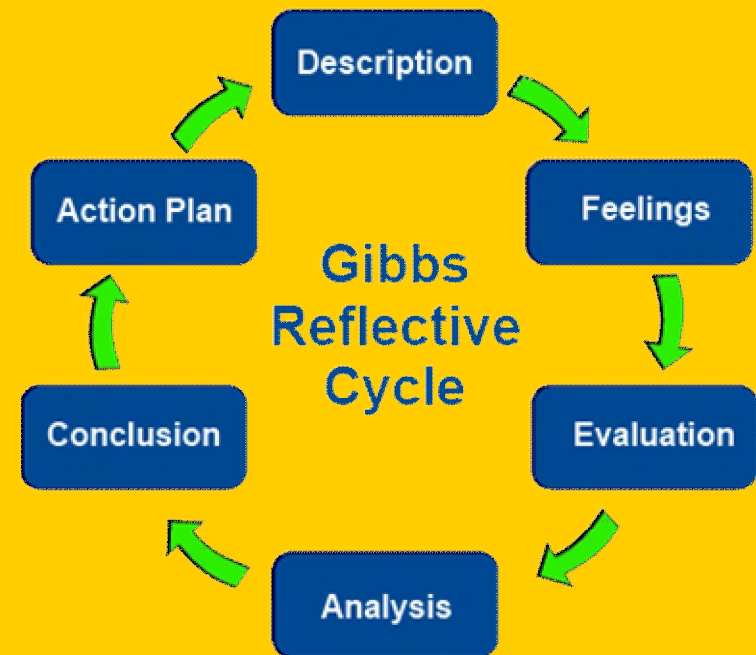 Description
Feelings
Evaluation
Analysis
Conclusion
Action Plan
Gibbs
Reflective
Cycle